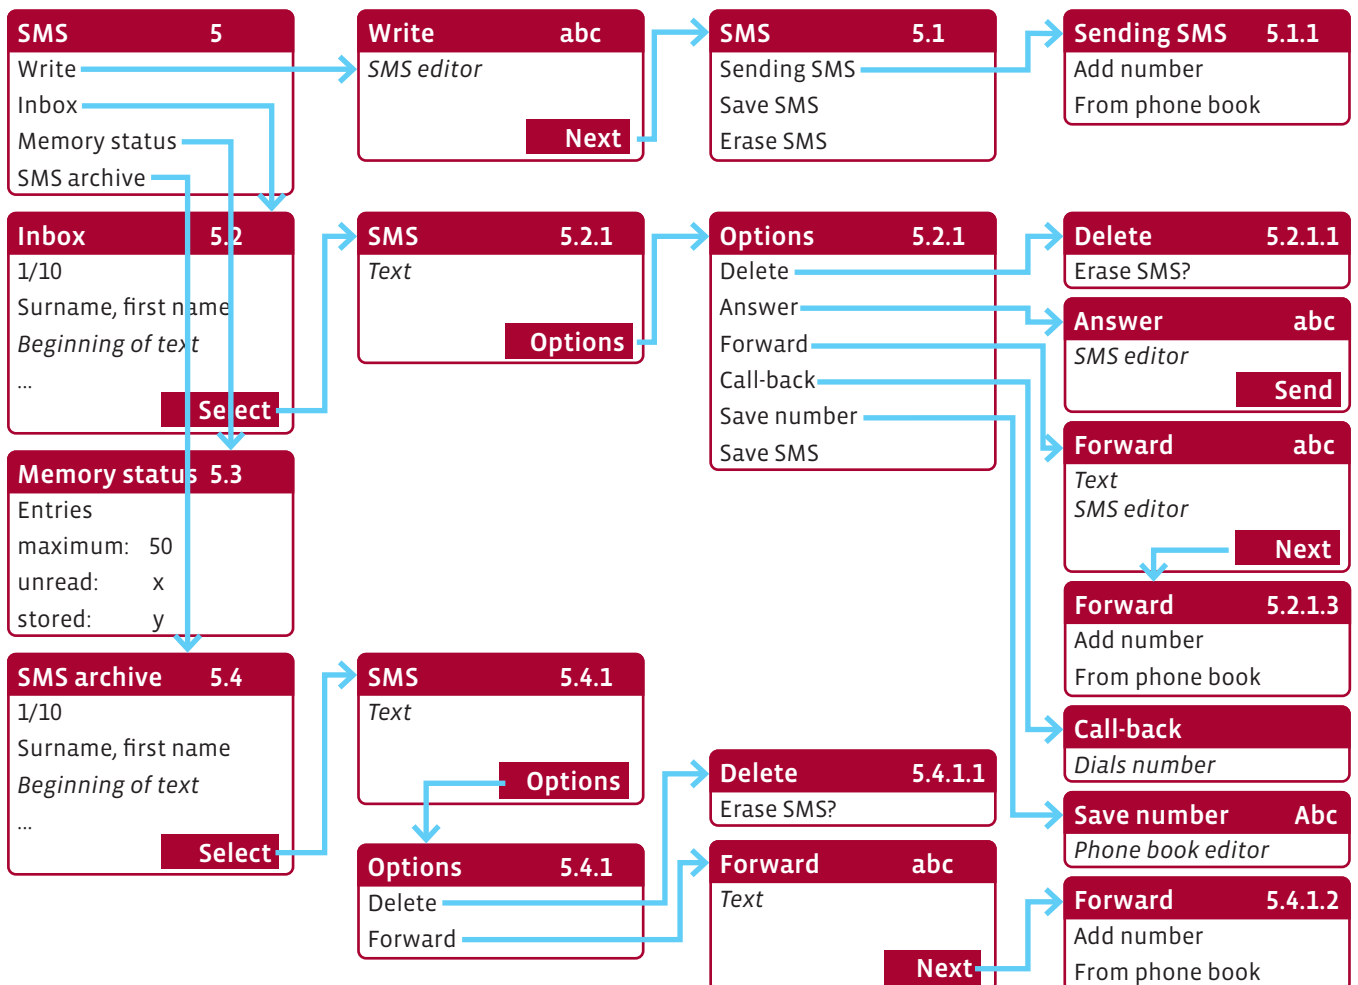 SMS 5
Write
Inbox
Memory status
SMS archive
Write abc
SMS editor
Next
SMS 5.1
Sending SMS
Save SMS
Erase SMS
Sending SMS 5.1.1
Add number
From phone book
Inbox 5.2
1/10
Surname, first name
Beginning of text
...
Select
SMS 5.2.1
Text
Options
Options 5.2.1
Delete
Answer
Forward
Call-back
Save number
Save SMS
Delete 5.2.1.1
Erase SMS?
Answer abc
SMS editor
Send
Forward abc
Text
SMS editor
Next
Forward 5.2.1.3
Add number
From phone book
Call-back
Dials number
Save number Abc
Phone book editor
Memory status 5.3
Entries
maximum: 50
unread: x
stored: y
SMS archive 5.4
1/10
Surname, first name
Beginning of text
...
Select
SMS 5.4.1
Text
Options
Options 5.4.1
Delete
Forward
Delete 5.4.1.1
Erase SMS?
Forward abc
Text
Next
Forward 5.4.1.2
Add number
From phone book